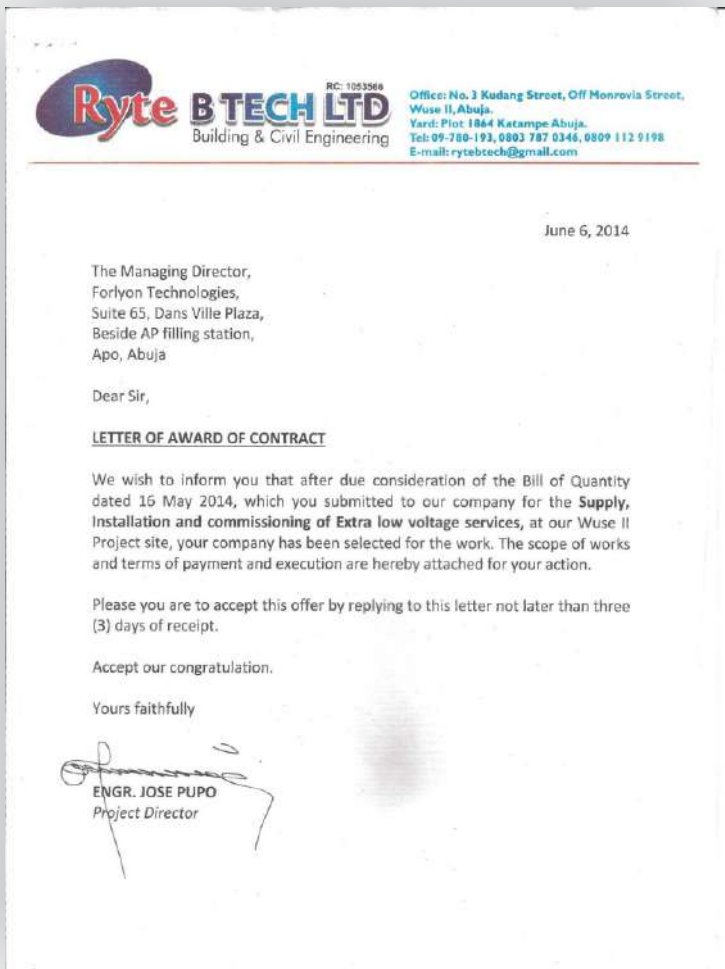 RC: 1053566
Ryte B TECH LTD
Building & Civil Engineering
Office: No. 3 Kudang Street, Off Monrovia Street,
Wuse II, Abuja.
Yard: Plot 1864 Katampe Abuja.
Tel: 09-780-193, 0803 787 0346, 0809 112 9198
E-mail: rytebtech@gmail.com
June 6, 2014
The Managing Director,
Forlyon Technologies,
Suite 65, Dans Ville Plaza,
Beside AP filling station,
Apo, Abuja
Dear Sir,
LETTER OF AWARD OF CONTRACT
We wish to inform you that after due consideration of the Bill of Quantity
dated 16 May 2014, which you submitted to our company for the Supply,
Installation and commissioning of Extra low voltage services, at our Wuse II
Project site, your company has been selected for the work. The scope of works
and terms of payment and execution are hereby attached for your action.
Please you are to accept this offer by replying to this letter not later than three
(3) days of receipt.
Accept our congratulation.
Yours faithfully
ENGR. JOSE PUPO
Project Director